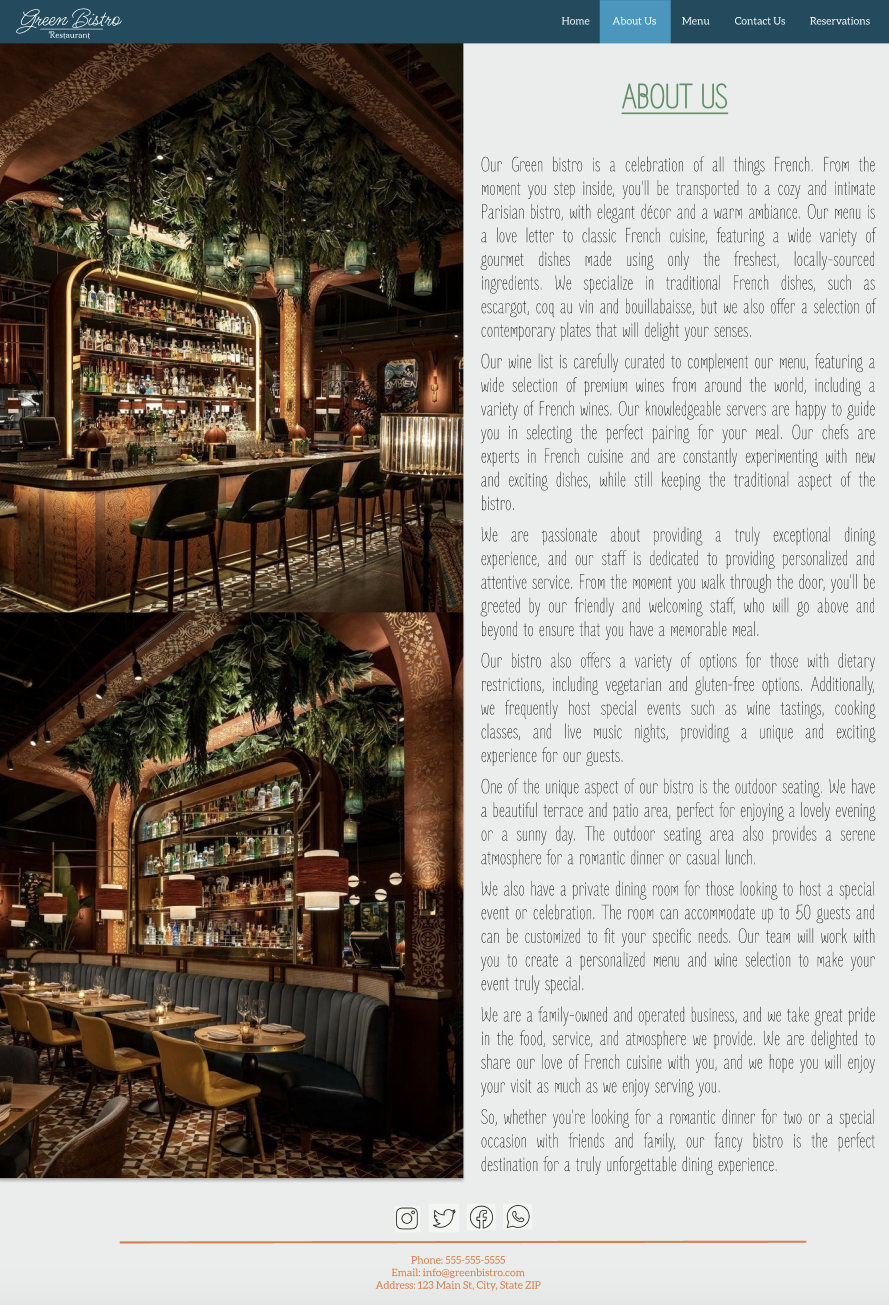 Green Bistro
Restaurant
Home
About Us
Menu
Contact Us
Reservations
ABOUT US
Our Green bistro is a celebration of all things French. From the
moment you step inside, you'll be transported to a cozy and intimate
Parisian bistro, with elegant décor and a warm ambiance. Our menu is
a love letter to classic French cuisine, featuring a wide variety of
gourmet dishes made using only the freshest, locally-sourced
ingredients. We specialize in traditional French dishes, such as
escargot, coq au vin and bouillabaisse, but we also offer a selection of
contemporary plates that will delight your senses.
Our wine list is carefully curated to complement our menu, featuring a
wide selection of premium wines from around the world, including a
variety of French wines. Our knowledgeable servers are happy to guide
you in selecting the perfect pairing for your meal. Our chefs are
experts in French cuisine and are constantly experimenting with new
and exciting dishes, while still keeping the traditional aspect of the
bistro.
We are passionate about providing a truly exceptional dining
experience, and our staff is dedicated to providing personalized and
attentive service. From the moment you walk through the door, you'll be
greeted by our friendly and welcoming staff, who will go above and
beyond to ensure that you have a memorable meal.
Our bistro also offers a variety of options for those with dietary
restrictions, including vegetarian and gluten-free options. Additionally,
we frequently host special events such as wine tastings, cooking
classes, and live music nights, providing a unique and exciting
experience for our guests.
One of the unique aspect of our bistro is the outdoor seating. We have
a beautiful terrace and patio area, perfect for enjoying a lovely evening
or a sunny day. The outdoor seating area also provides a serene
atmosphere for a romantic dinner or casual lunch.
We also have a private dining room for those looking to host a special
event or celebration. The room can accommodate up to 50 guests and
can be customized to fit your specific needs. Our team will work with
you to create a personalized menu and wine selection to make your
event truly special.
We are a family-owned and operated business, and we take great pride
in the food, service, and atmosphere we provide. We are delighted to
share our love of French cuisine with you, and we hope you will enjoy
your visit as much as we enjoy serving you.
So, whether you're looking for a romantic dinner for two or a special
occasion with friends and family, our fancy bistro is the perfect
destination for a truly unforgettable dining experience.
Phone: 555-555-5555
Email: info@greenbistro.com
Address: 123 Main St, City, State ZIP